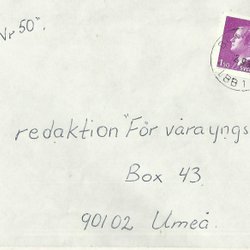 Nr 50".
redaktion "För våra yngs
Box 43
90102 Umeå